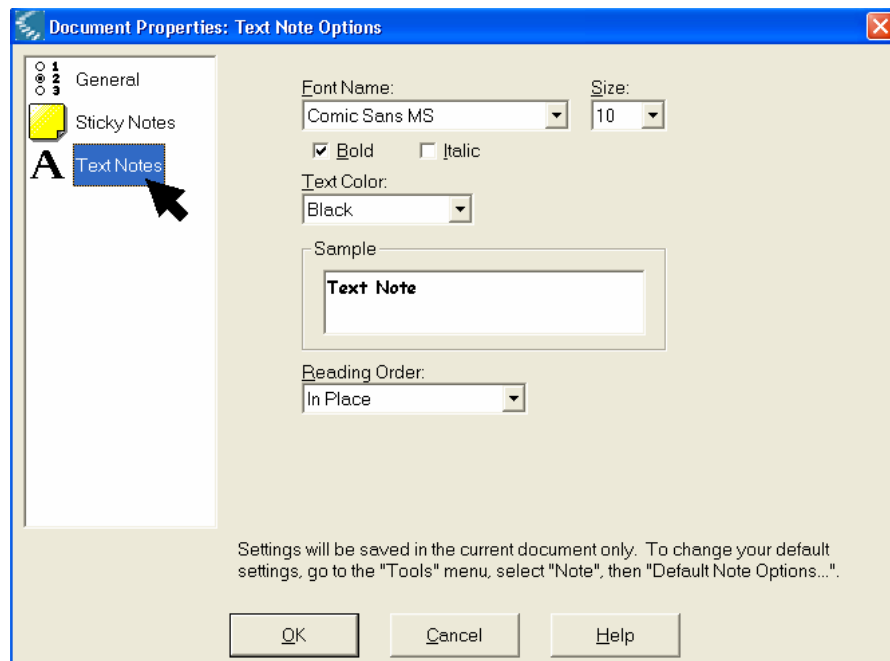 Document Properties: Text Note Options
1
2
3
General
Sticky Notes
A
Text Notes
Font Name:
Size:
Comic Sans MS
10
Bold
Italic
Text Color:
Black
Sample
Text Note
Reading Order:
In Place
Settings will be saved in the current document only. To change your default
settings, go to the "Tools" menu, select "Note", then "Default Note Options...".
OK
Cancel
Help